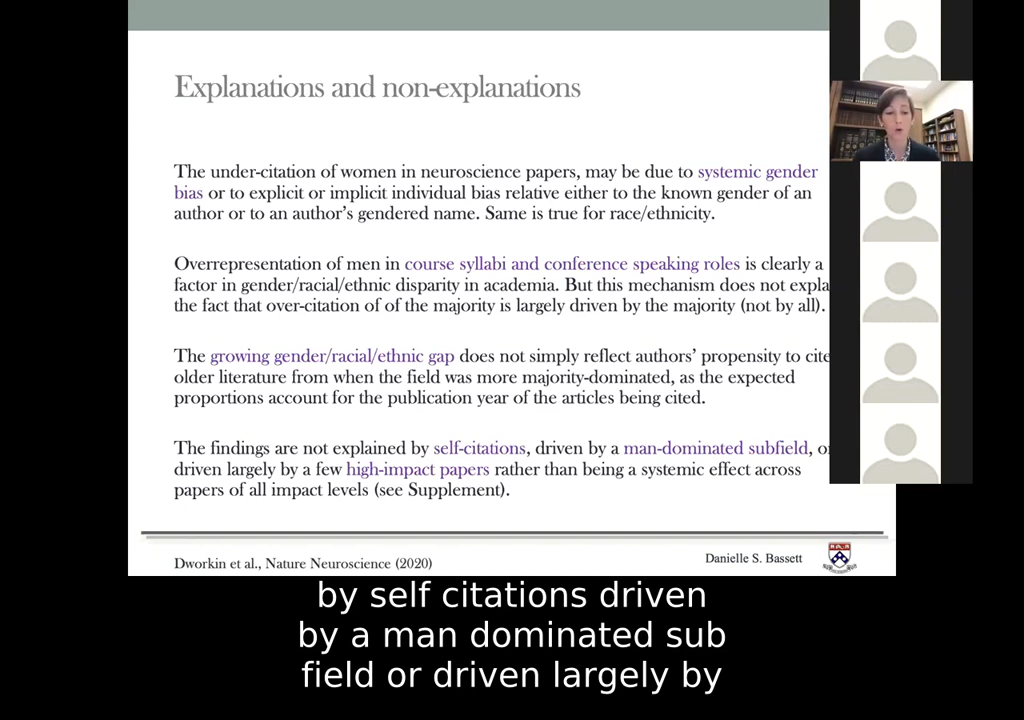 Explanations and non-explanations
The under-citation of women in neuroscience papers, may be due to systemic gender
bias or to explicit or implicit individual bias relative either to the known gender of an
author or to an author’s gendered name. Same is true for race/ethnicity.
Overrepresentation of men in course syllabi and conference speaking roles is clearly a
factor in gender/racial/ethnic disparity in academia. But this mechanism does not expla
the fact that over-citation of of the majority is largely driven by the majority (not by all).
The growing gender/racial/ethnic gap does not simply reflect authors’ propensity to cite
older literature from when the field was more majority-dominated, as the expected
proportions account for the publication year of the articles being cited.
The findings are not explained by self-citations, driven by a man-dominated subfield, or
driven largely by a few high-impact papers rather than being a systemic effect across
papers of all impact levels (see Supplement).
Dworkin et al., Nature Neuroscience (2020)
Danielle S. Bassett
by self citations driven
by a man dominated sub
field or driven largely by